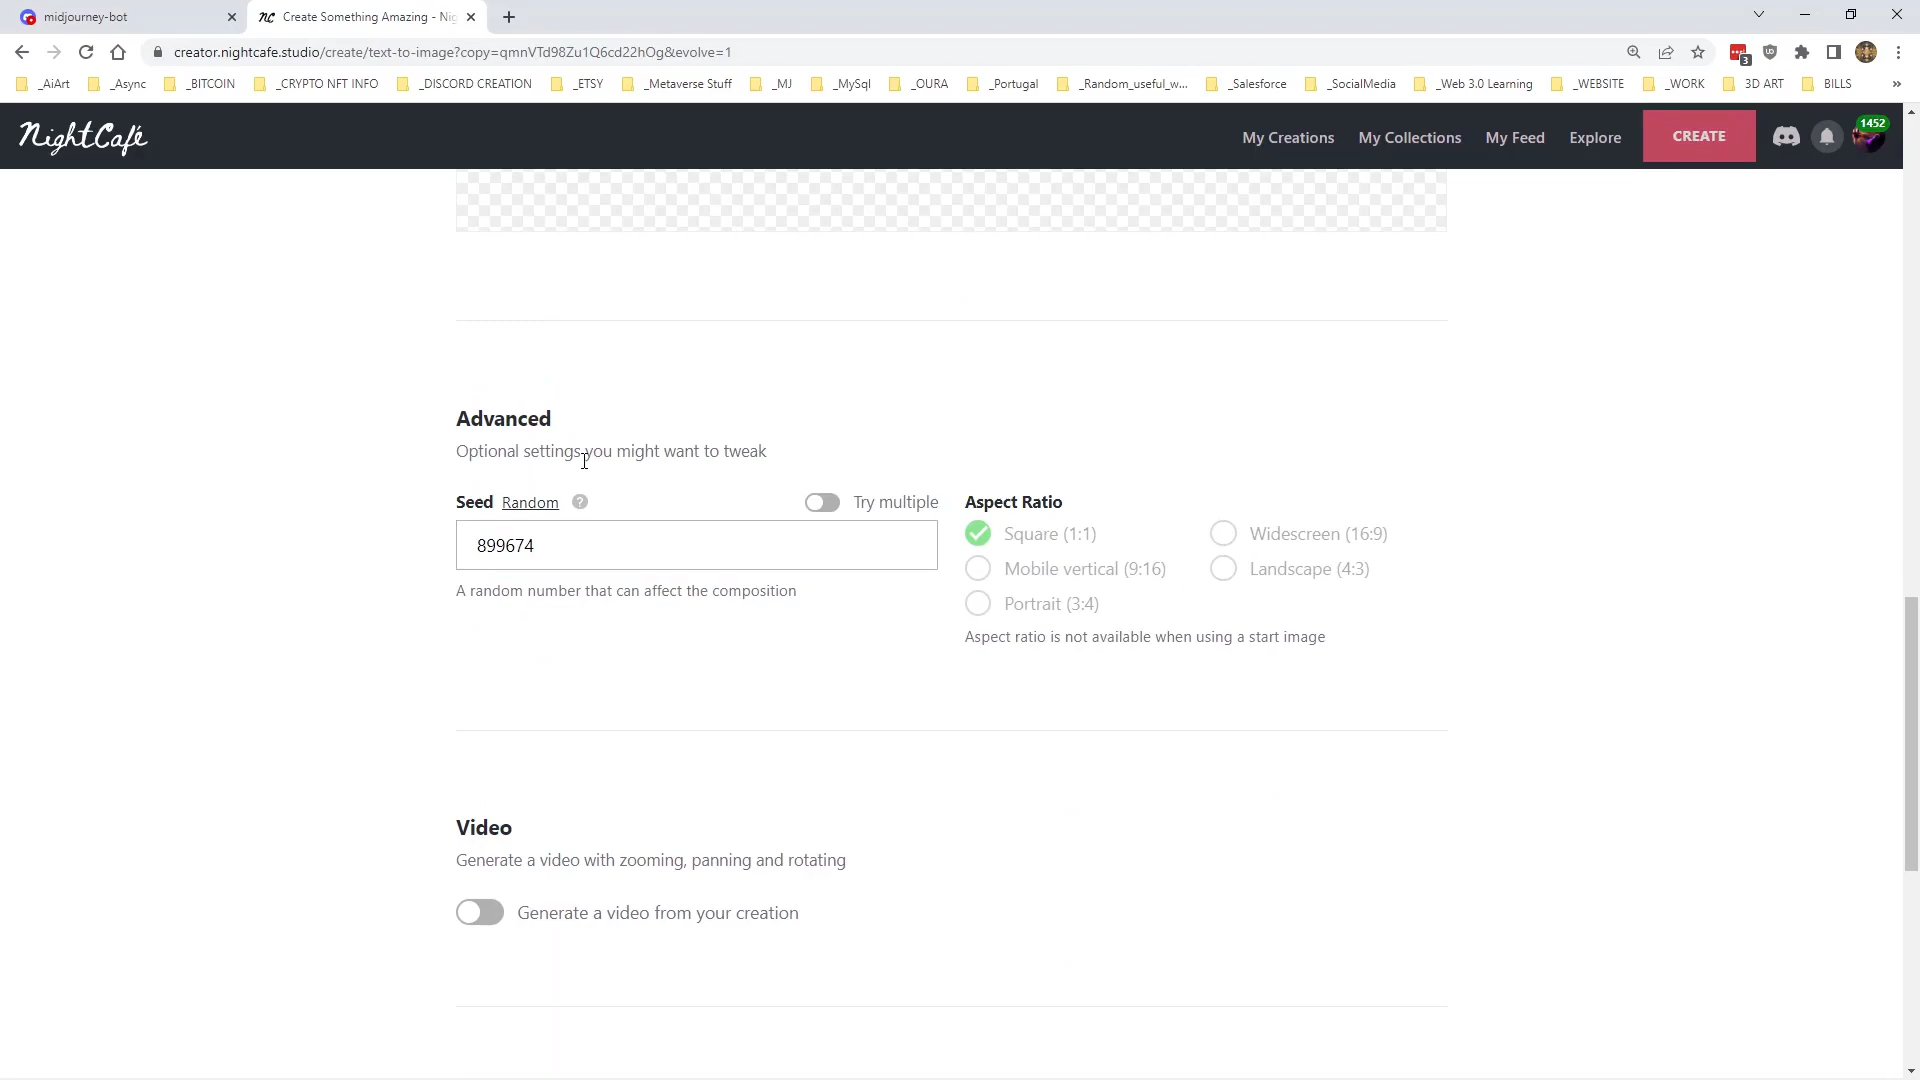 midjourney-bot
Create Something Amazing - Nig
creator.nightcafe.studio/create/text-to-image?copy=qmnVTd98Zu1Q6cd22hOg&evolve=1
3
_AiArt _Async _BITCOIN _CRYPTO NFT INFO _DISCORD CREATION _ETSY _Metaverse Stuff _MJ _MySql _OURA _Portugal _Random_useful_w... _Salesforce _SocialMedia _Web 3.0 Learning _WEBSITE _WORK 3D ART BILLS »
NightCafé
My Creations My Collections My Feed Explore CREATE 1452
Advanced
Optional settings you might want to tweak
Seed Random ? Try multiple
899674
A random number that can affect the composition
Aspect Ratio
Square (1:1) Widescreen (16:9)
Mobile vertical (9:16) Landscape (4:3)
Portrait (3:4)
Aspect ratio is not available when using a start image
Video
Generate a video with zooming, panning and rotating
Generate a video from your creation